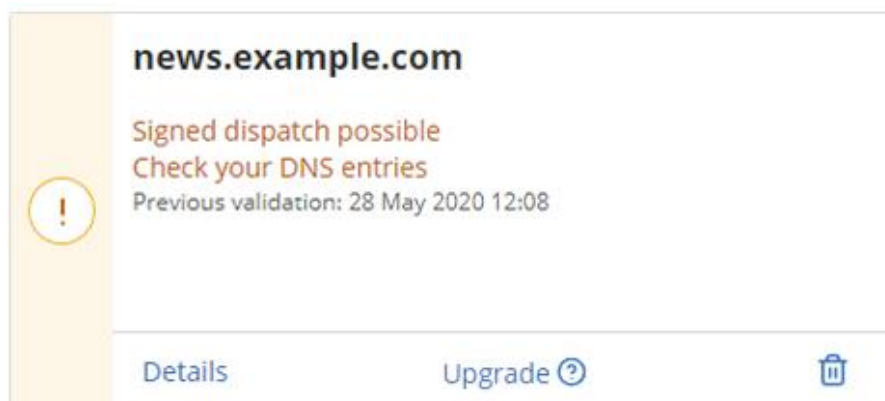 news.example.com
Signed dispatch possible
Check your DNS entries
Previous validation: 28 May 2020 12:08
!
Details Upgrade ?